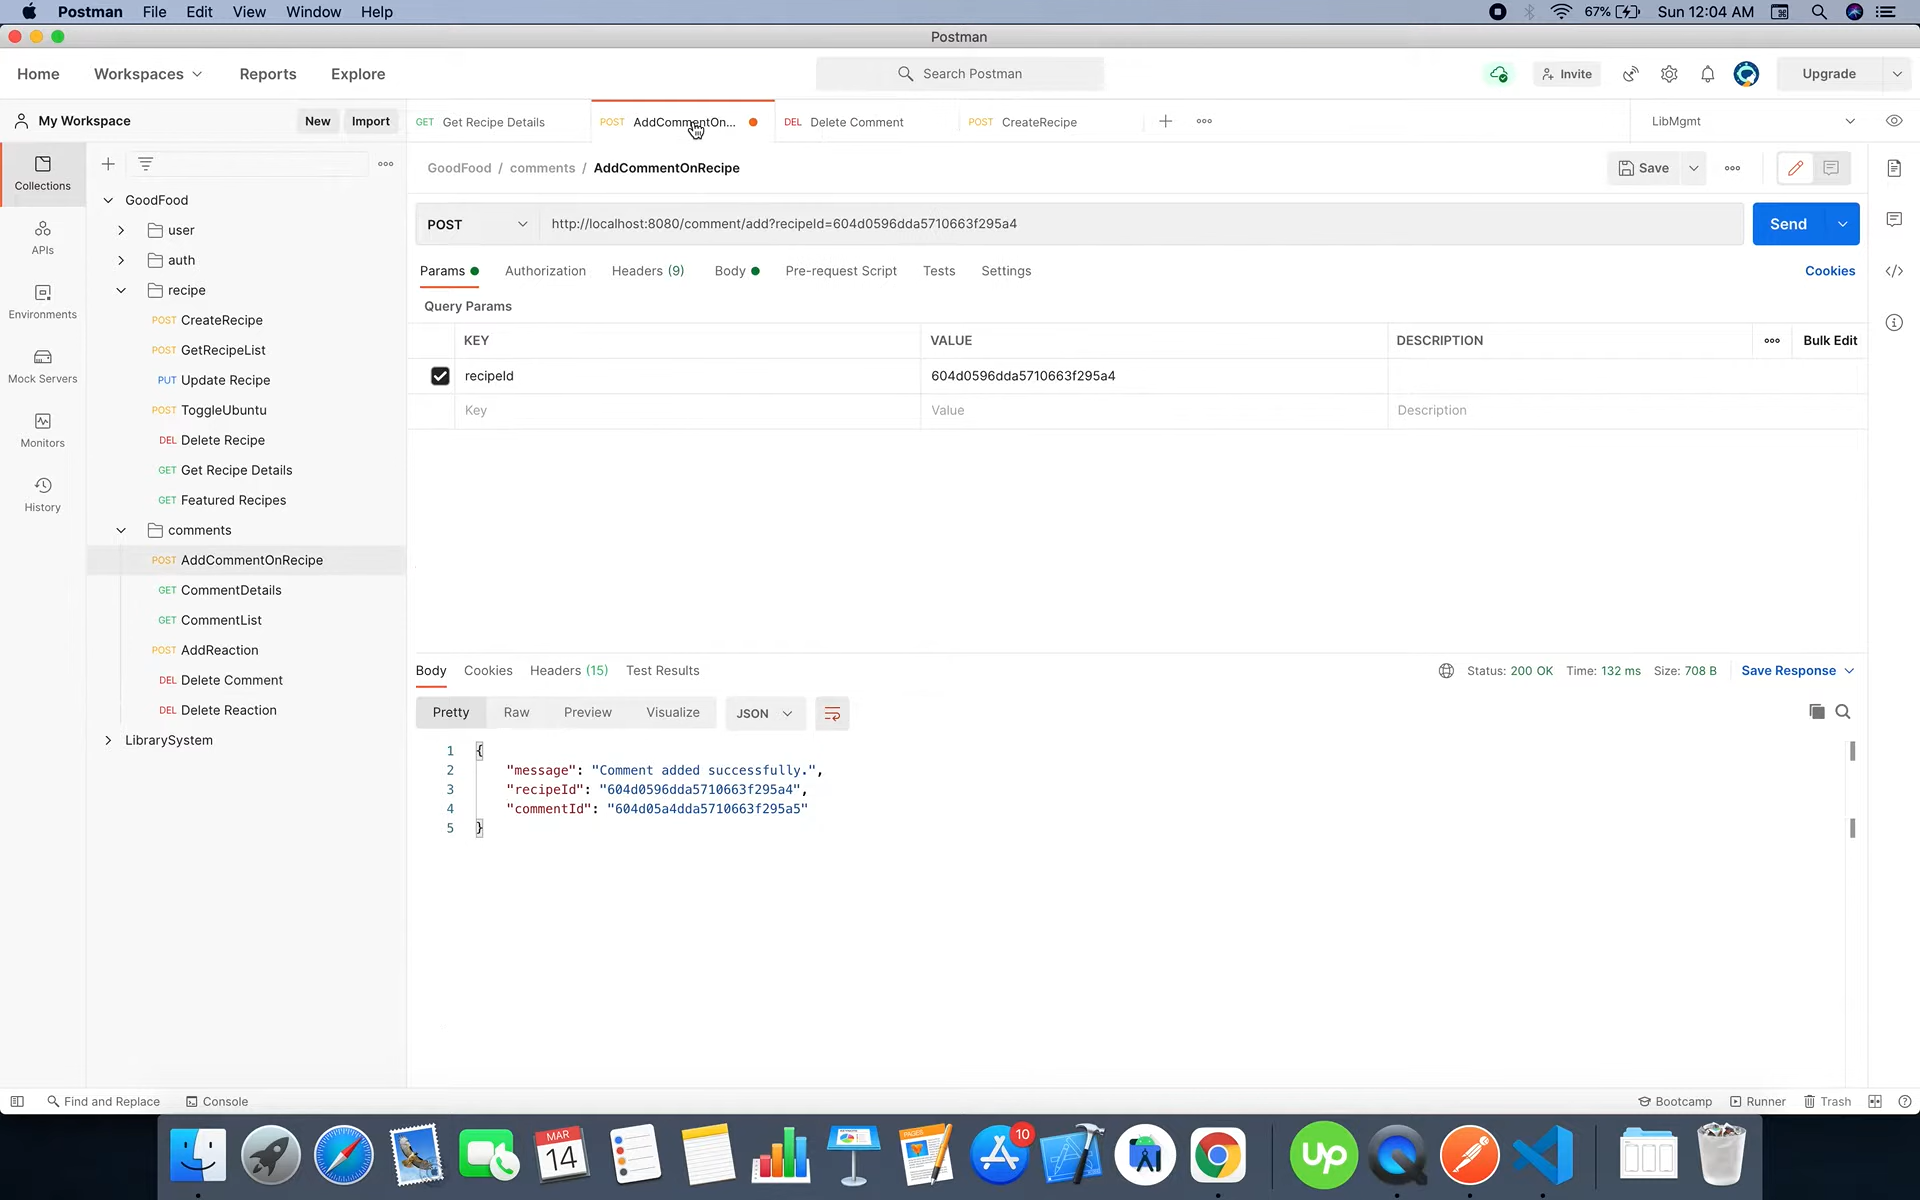 Postman File Edit View Window Help
67% Sun 12:04 AM
Postman
Home Workspaces Reports Explore
Search Postman
Invite Upgrade
My Workspace New Import
GET Get Recipe Details POST AddCommentOn... DEL Delete Comment POST CreateRecipe
LibMgmt
Collections
APIs
Environments
Mock Servers
Monitors
History
GoodFood
user
auth
recipe
POST CreateRecipe
POST GetRecipeList
PUT Update Recipe
POST ToggleUbuntu
DEL Delete Recipe
GET Get Recipe Details
GET Featured Recipes
comments
POST AddCommentOnRecipe
GET CommentDetails
GET CommentList
POST AddReaction
DEL Delete Comment
DEL Delete Reaction
LibrarySystem
GoodFood / comments / AddCommentOnRecipe
Save
POST http://localhost:8080/comment/add?recipeId=604d0596dda5710663f295a4 Send
Params Authorization Headers (9) Body Pre-request Script Tests Settings Cookies
Query Params
KEY VALUE DESCRIPTION Bulk Edit
recipeId 604d0596dda5710663f295a4
Key Value Description
Body Cookies Headers (15) Test Results
Status: 200 OK Time: 132 ms Size: 708 B Save Response
Pretty Raw Preview Visualize JSON
1 {
2 "message": "Comment added successfully.",
3 "recipeId": "604d0596dda5710663f295a4",
4 "commentId": "604d05a4dda5710663f295a5"
5 }
Find and Replace Console
Bootcamp Runner Trash
MAR
14
PAGES
10
Up